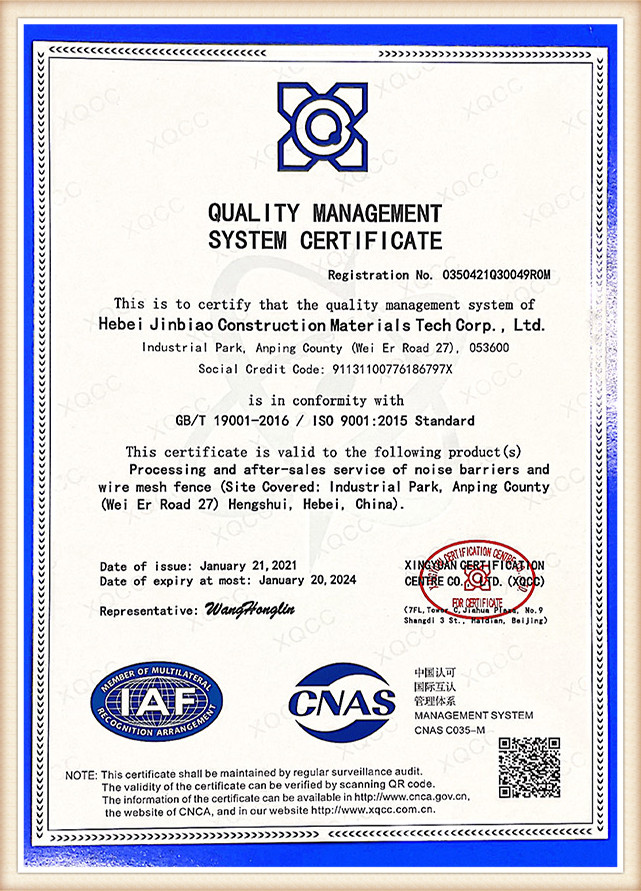 QUALITY MANAGEMENT
SYSTEM CERTIFICATE
Registration No. 0350421Q30049R0M
This is to certify that the quality management system of
Hebei Jinbiao Construction Materials Tech Corp., Ltd.
Industrial Park, Anping County (Wei Er Road 27), 053600
Social Credit Code: 91131100776186797X
is in conformity with
GB/T 19001-2016 / ISO 9001:2015 Standard
This certificate is valid to the following product(s)
Processing and after-sales service of noise barriers and
wire mesh fence (Site Covered: Industrial Park, Anping County
(Wei Er Road 27) Hengshui, Hebei, China).
Date of issue: January 21,2021
Date of expiry at most: January 20,2024
Representative: WangHonglin
XINGYUAN CERTIFICATION
CENTRE CO., LTD. (XQCC)
FOR CERTIFICATE
(7FL, Tower C, Jiahua Plaza, No.9
Shangdi 3 St., Haidian, Beijing)
MEMBER OF MULTILATERAL
IAF
RECOGNITION ARRANGEMENT
CNAS
中国认可
国际互认
管理体系
MANAGEMENT SYSTEM
CNAS C035-M
NOTE: This certificate shall be maintained by regular surveillance audit.
The validity of the certificate can be verified by scanning QR code.
The information of the certificate can be available in http://www.cnca.gov.cn,
the website of CNCA, and in our website http://www.xqcc.com.cn.